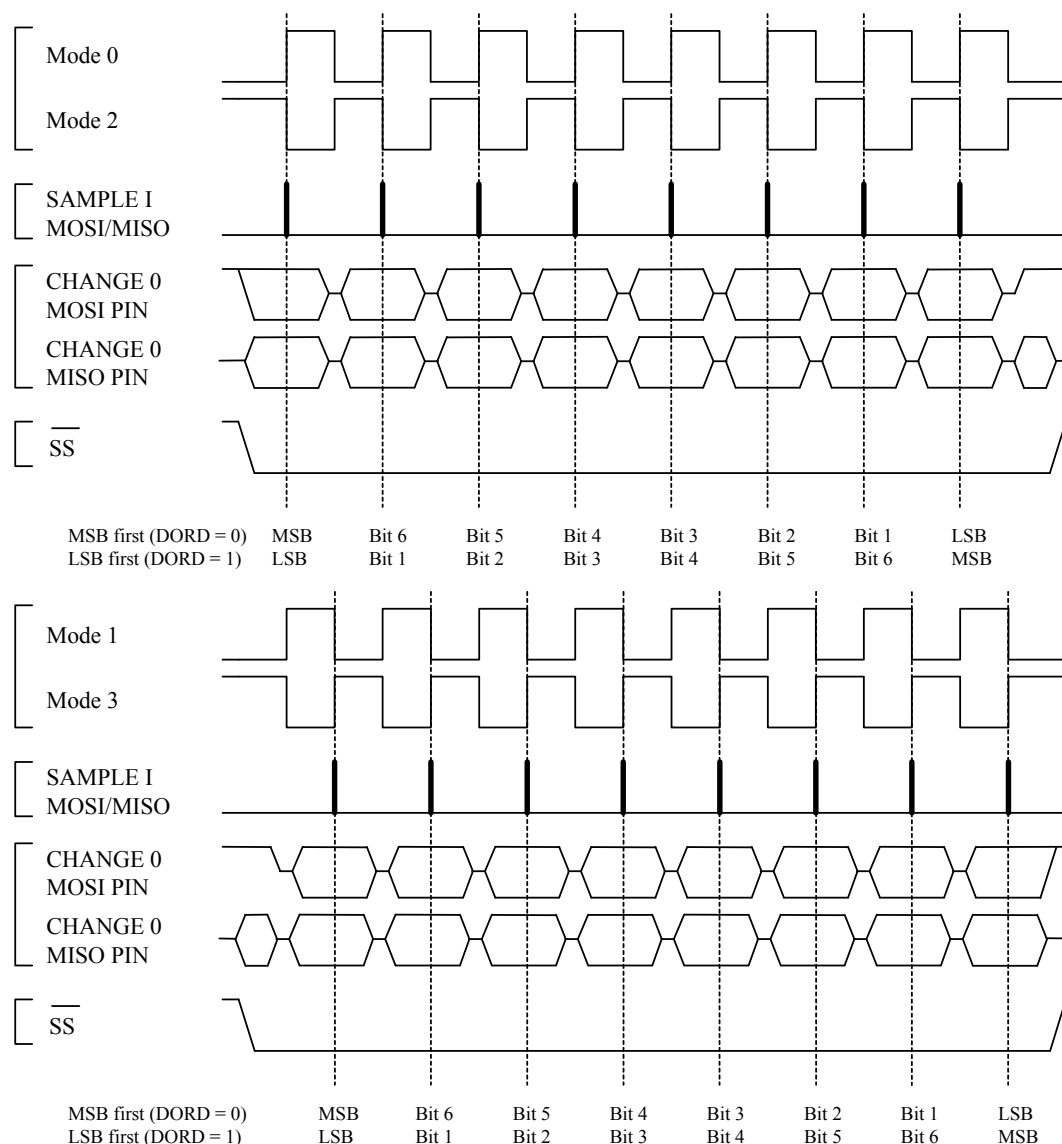 Mode 0
Mode 2
SAMPLE I
MOSI/MISO
CHANGE 0
MOSI PIN
CHANGE 0
MISO PIN
SS
MSB first (DORD = 0) MSB Bit 6 Bit 5 Bit 4 Bit 3 Bit 2 Bit 1 LSB
LSB first (DORD = 1) LSB Bit 1 Bit 2 Bit 3 Bit 4 Bit 5 Bit 6 MSB
Mode 1
Mode 3
SAMPLE I
MOSI/MISO
CHANGE 0
MOSI PIN
CHANGE 0
MISO PIN
SS
MSB first (DORD = 0) MSB Bit 6 Bit 5 Bit 4 Bit 3 Bit 2 Bit 1 LSB
LSB first (DORD = 1) LSB Bit 1 Bit 2 Bit 3 Bit 4 Bit 5 Bit 6 MSB